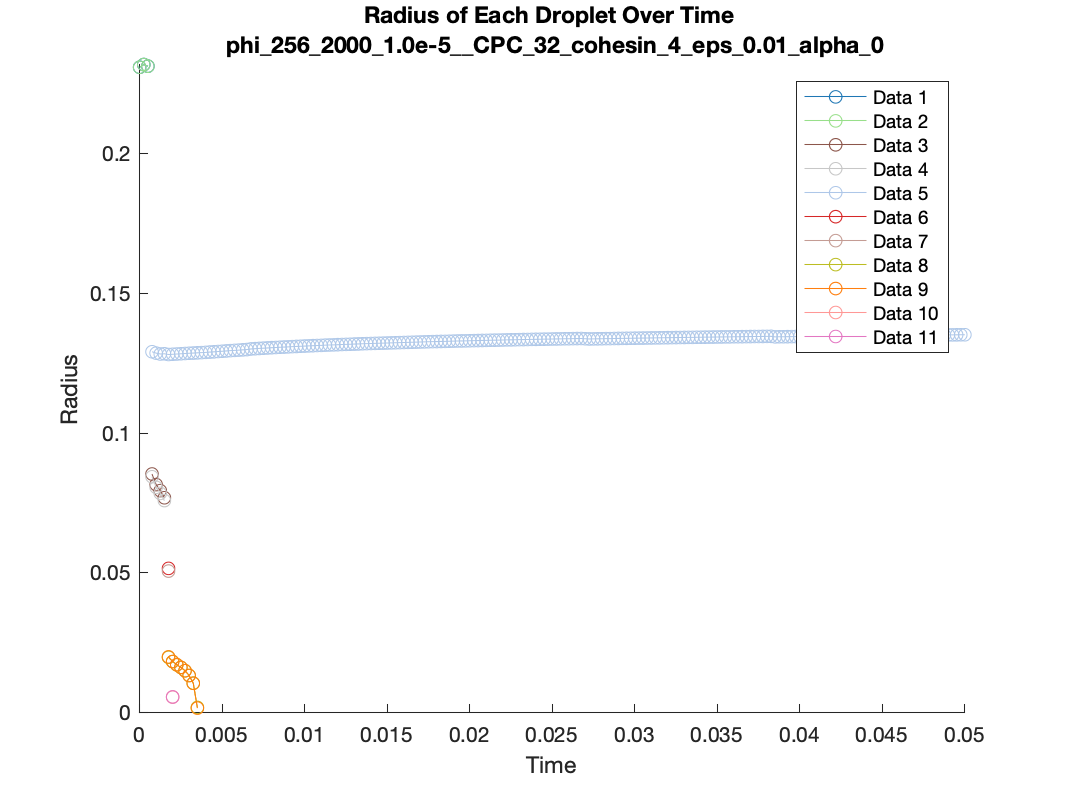 Radius of Each Droplet Over Time
phi_256_2000_1.0e-5__CPC_32_cohesin_4_eps_0.01_alpha_0
Data 1
Data 2
Data 3
Data 4
Data 5
Data 6
Data 7
Data 8
Data 9
Data 10
Data 11
Radius
0.2
0.15
0.1
0.05
0
0 0.005 0.01 0.015 0.02 0.025 0.03 0.035 0.04 0.045 0.05
Time